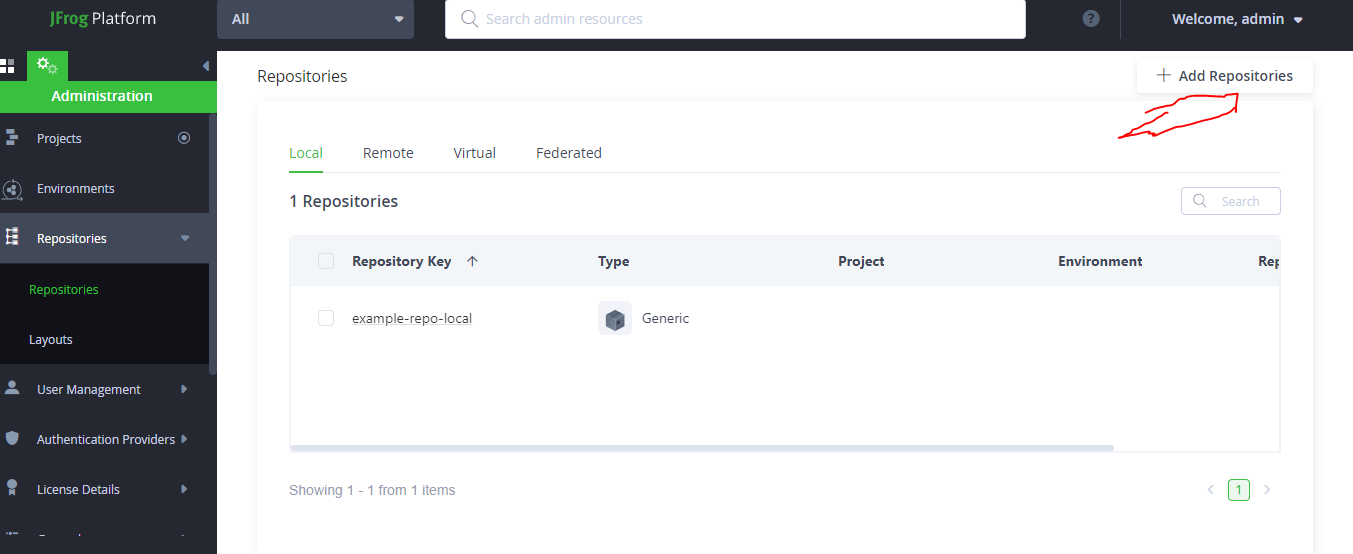 JFrog Platform
All
Search admin resources
?
Welcome, admin
Administration
Projects
Environments
Repositories
Repositories
Layouts
User Management
Authentication Providers
License Details
Repositories
+ Add Repositories
Local Remote Virtual Federated
1 Repositories
Search
Repository Key Type Project Environment Rep
example-repo-local Generic
Showing 1 - 1 from 1 items
1